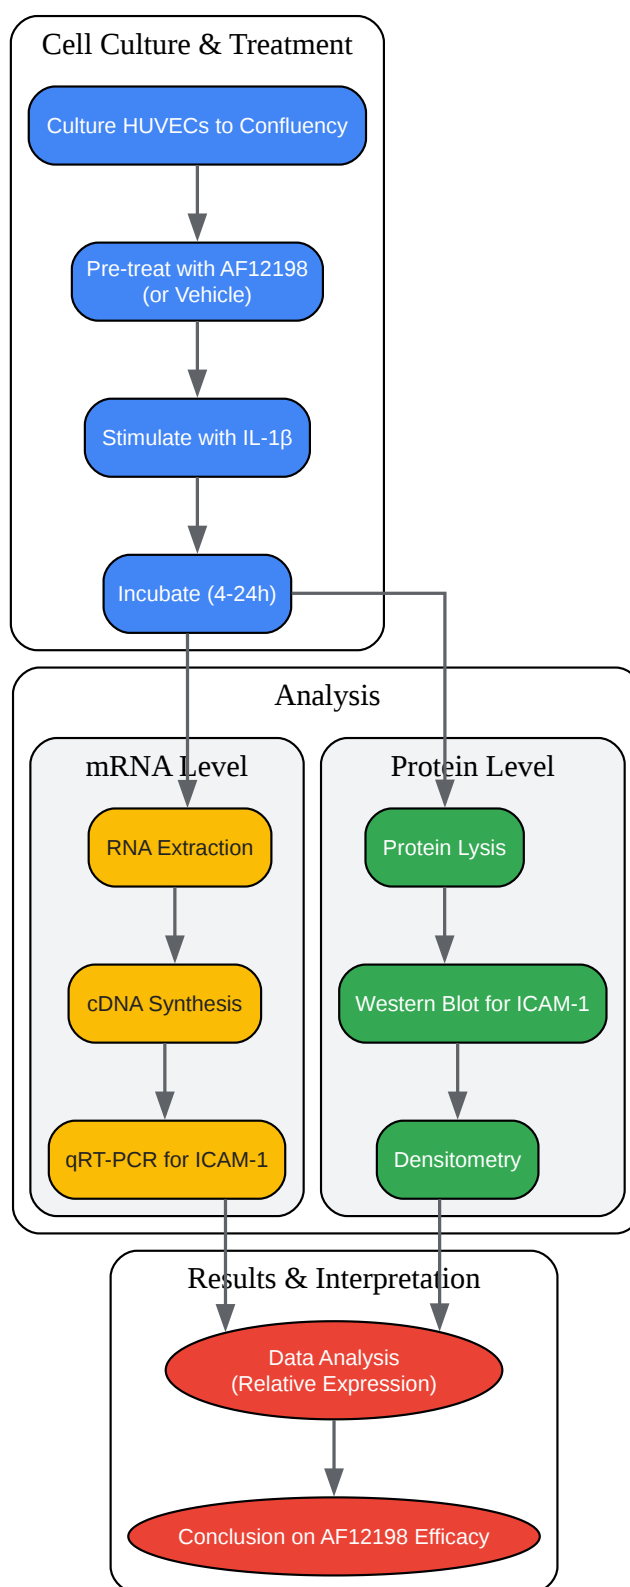 Cell Culture & Treatment
Culture HUVECs to Confluency
Pre-treat with AF12198
(or Vehicle)
Stimulate with IL-1β
Incubate (4-24h)
Analysis
mRNA Level
RNA Extraction
cDNA Synthesis
qRT-PCR for ICAM-1
Protein Level
Protein Lysis
Western Blot for ICAM-1
Densitometry
Results & Interpretation
Data Analysis
(Relative Expression)
Conclusion on AF12198 Efficacy